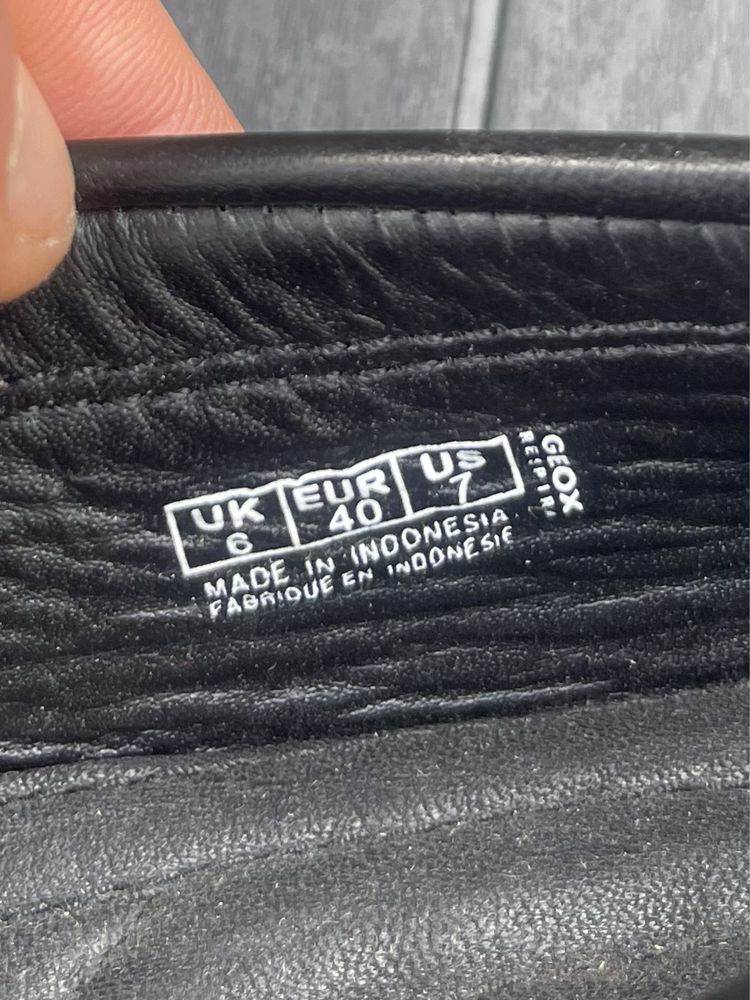 UK EUR US
6 40 7
MADE IN INDONESIA
FABRIQUE EN INDONESIE
GEOX